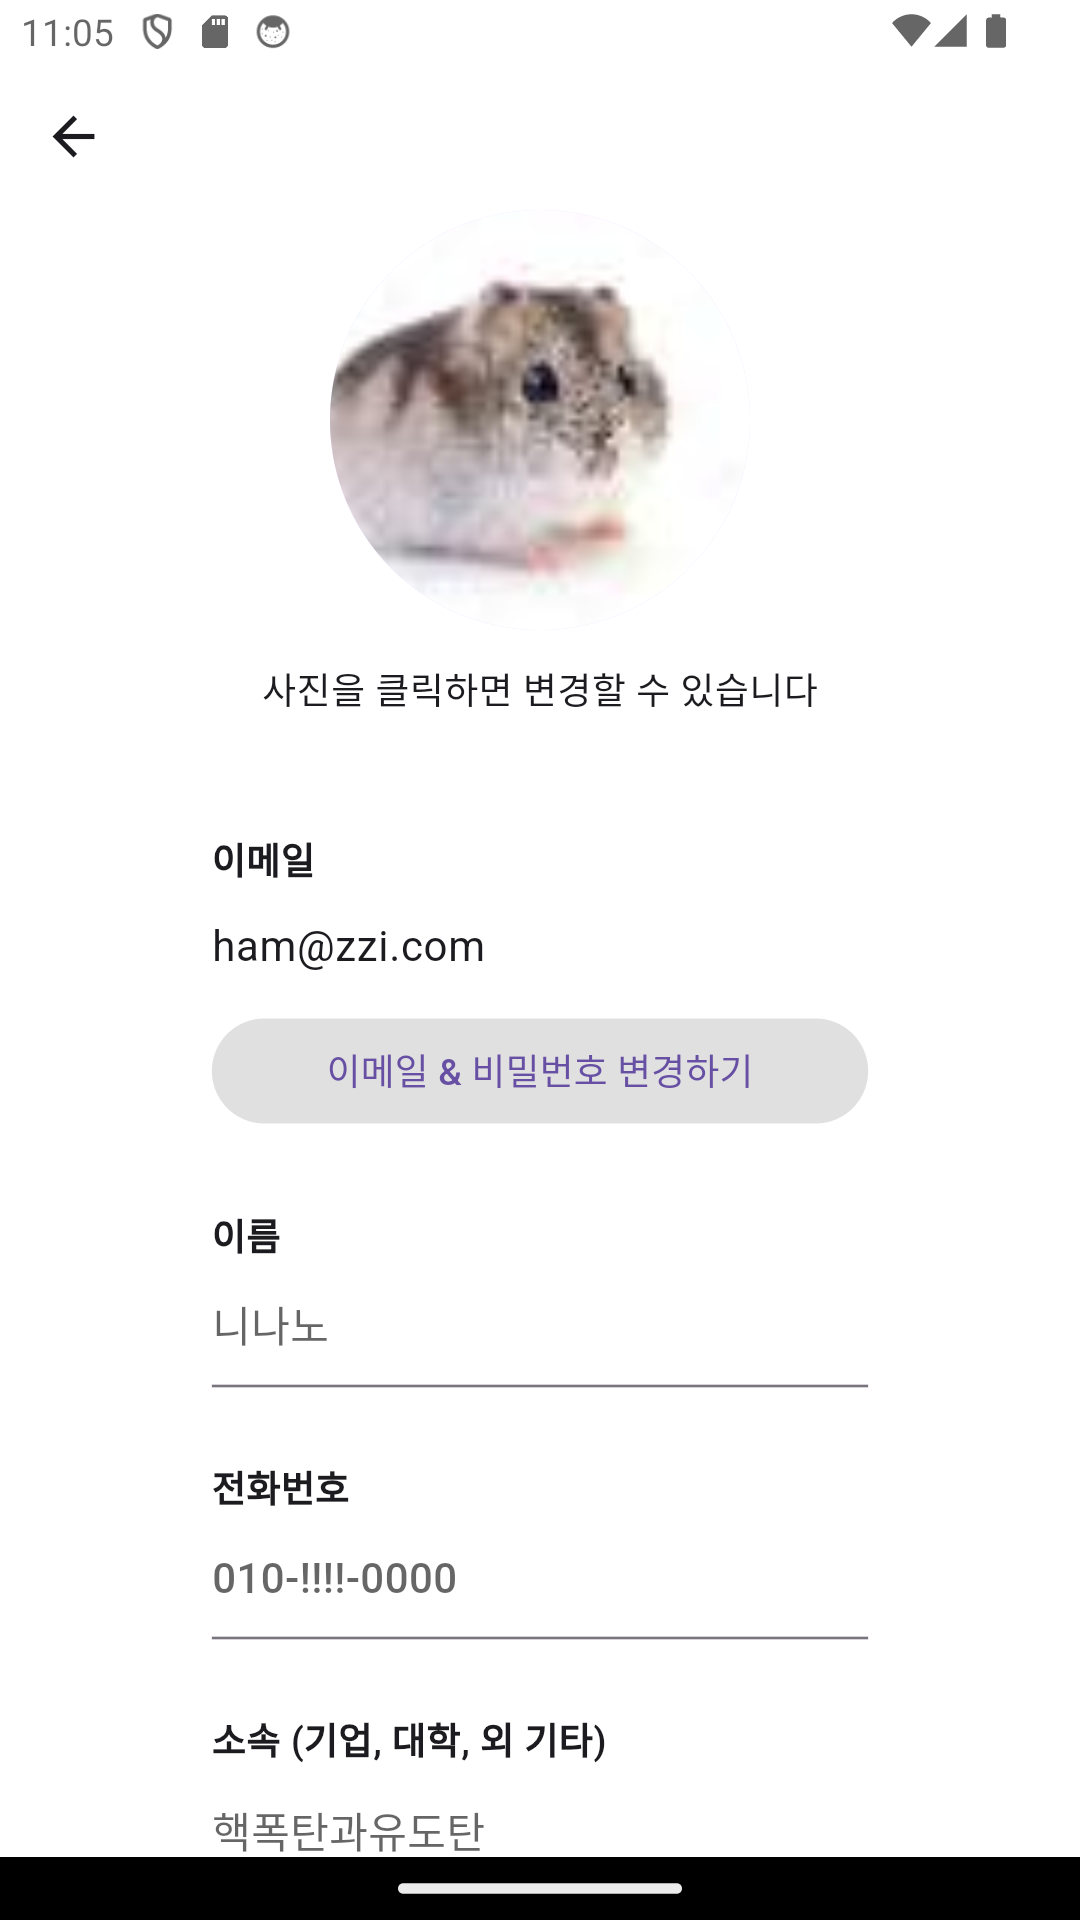 11:05
사진을 클릭하면 변경할 수 있습니다
이메일
ham@zzi.com
이메일 & 비밀번호 변경하기
이름
니나노
전화번호
010-!!!!-0000
소속 (기업, 대학, 외 기타)
핵폭탄과유도탄